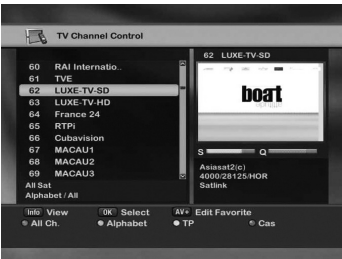 TV Channel Control
60 RAI Internatio..
61 TVE
62 LUXE-TV-SD
63 LUXE-TV-HD
64 France 24
65 RTPi
66 Cubavision
67 MACAU1
68 MACAU2
69 MACAU3
All Sat
Alphabet / All
62 LUXE-TV-SD
boat
S Q
Asiasat2(c)
4000/28125/HOR
Satlink
Info View OK Select AV+ Edit Favorite
All Ch. Alphabet TP Cas